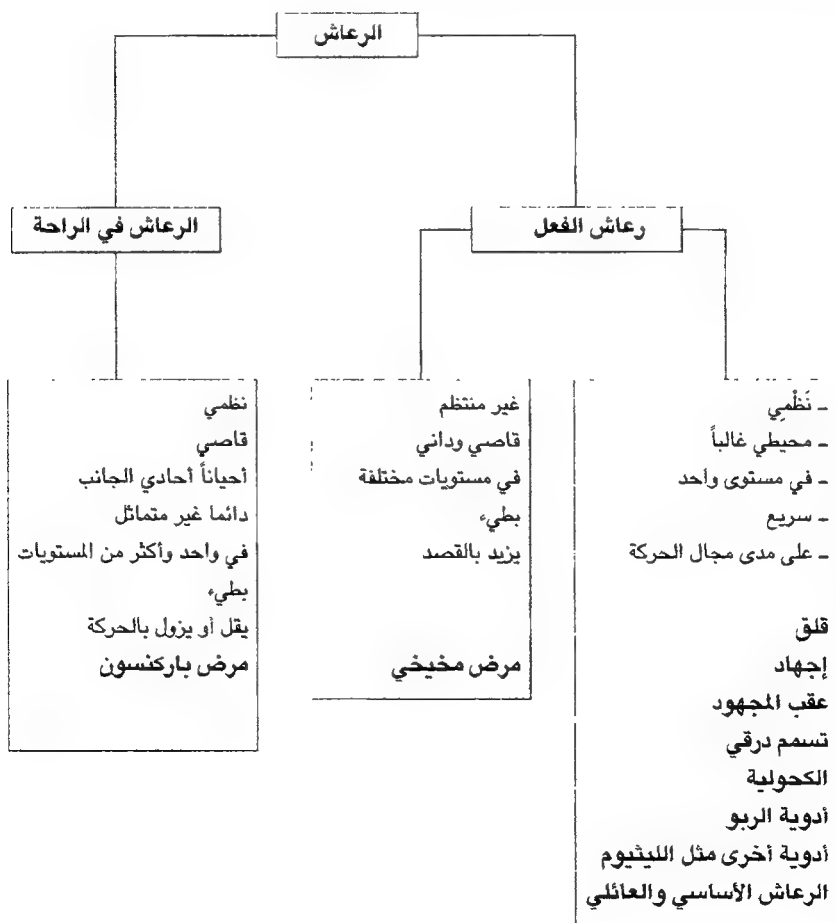 الرعاش
رعاش الفعل
الرعاش في الراحة
ـ نَظْمِي
ـ محيطي غالباً
ـ في مستوى واحد
ـ سريع
ـ على مدى مجال الحركة
قلق
إجهاد
عقب المجهود
تسمم درقي
الكحولية
أدوية الربو
أدوية أخرى مثل الليثيوم
الرعاش الأساسي والعائلي
غير منتظم
قاصي وداني
في مستويات مختلفة
بطيء
يزيد بالقصد
مرض مخيخي
نظمي
قاصي
أحياناً أحادي الجانب
دائما غير متماثل
في واحد وأكثر من المستويات
بطيء
يقل أو يزول بالحركة
مرض باركنسون